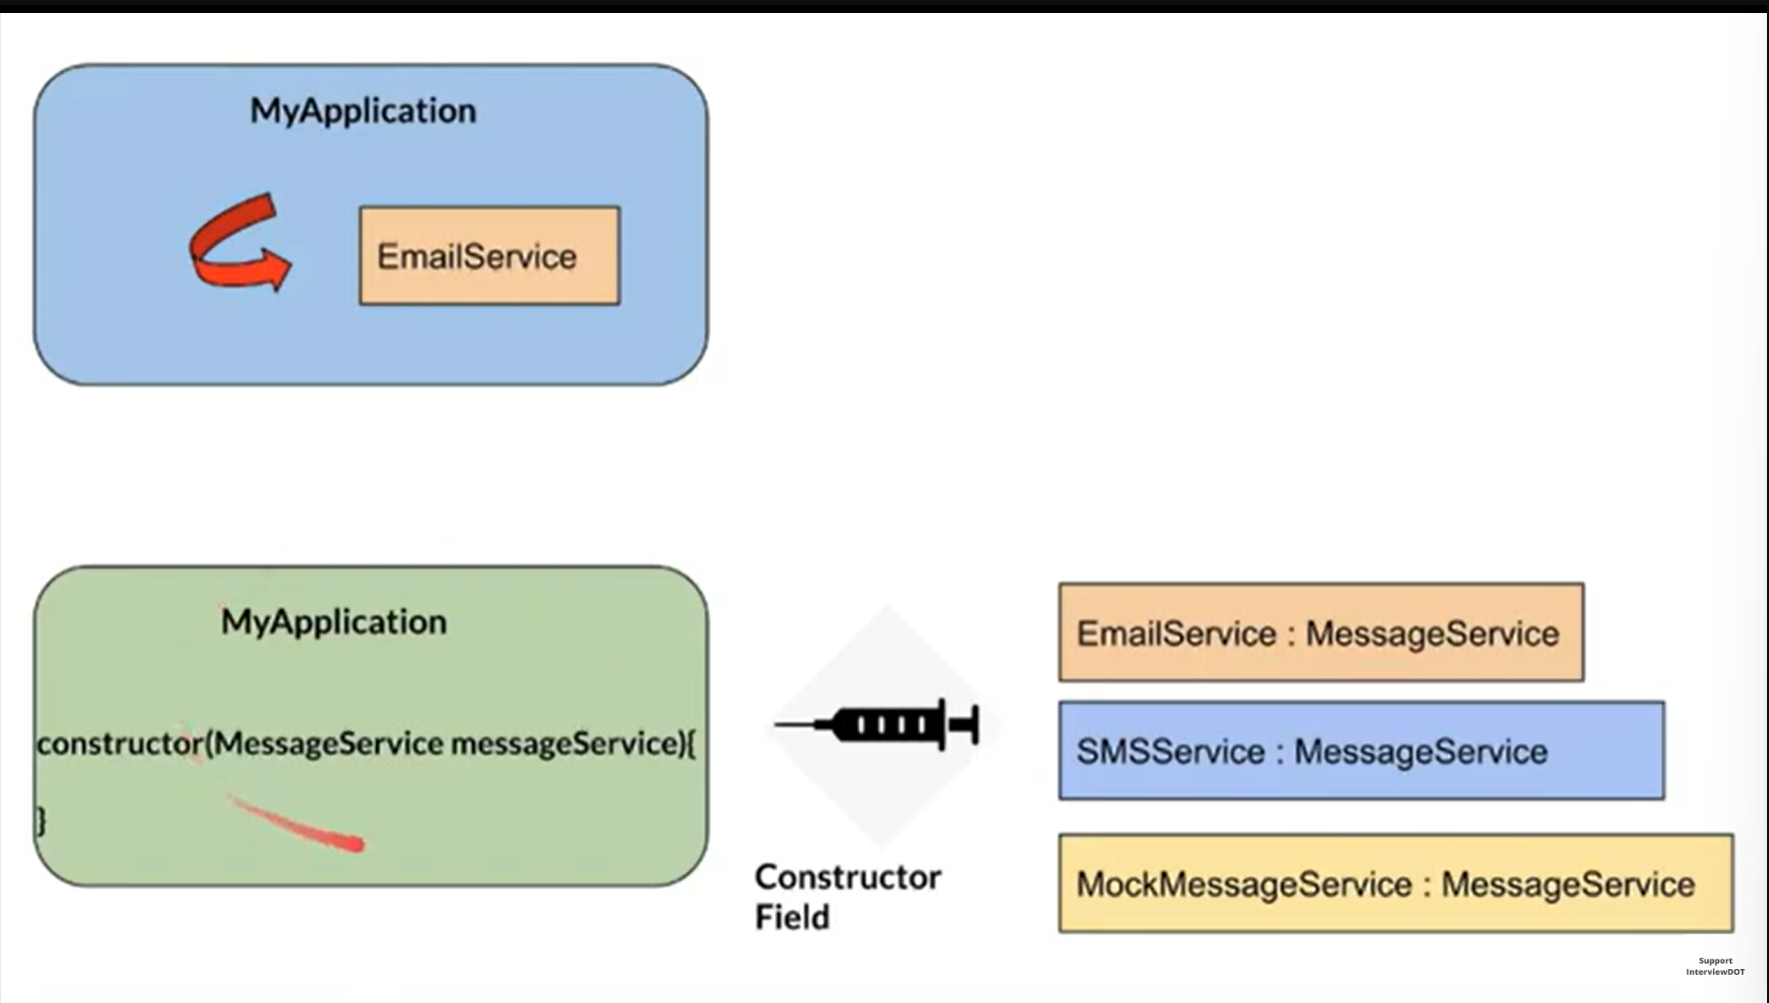 MyApplication
EmailService
MyApplication
constructor(MessageService messageService){
}
Constructor
Field
EmailService : MessageService
SMSService : MessageService
MockMessageService : MessageService
Support
InterviewDOT